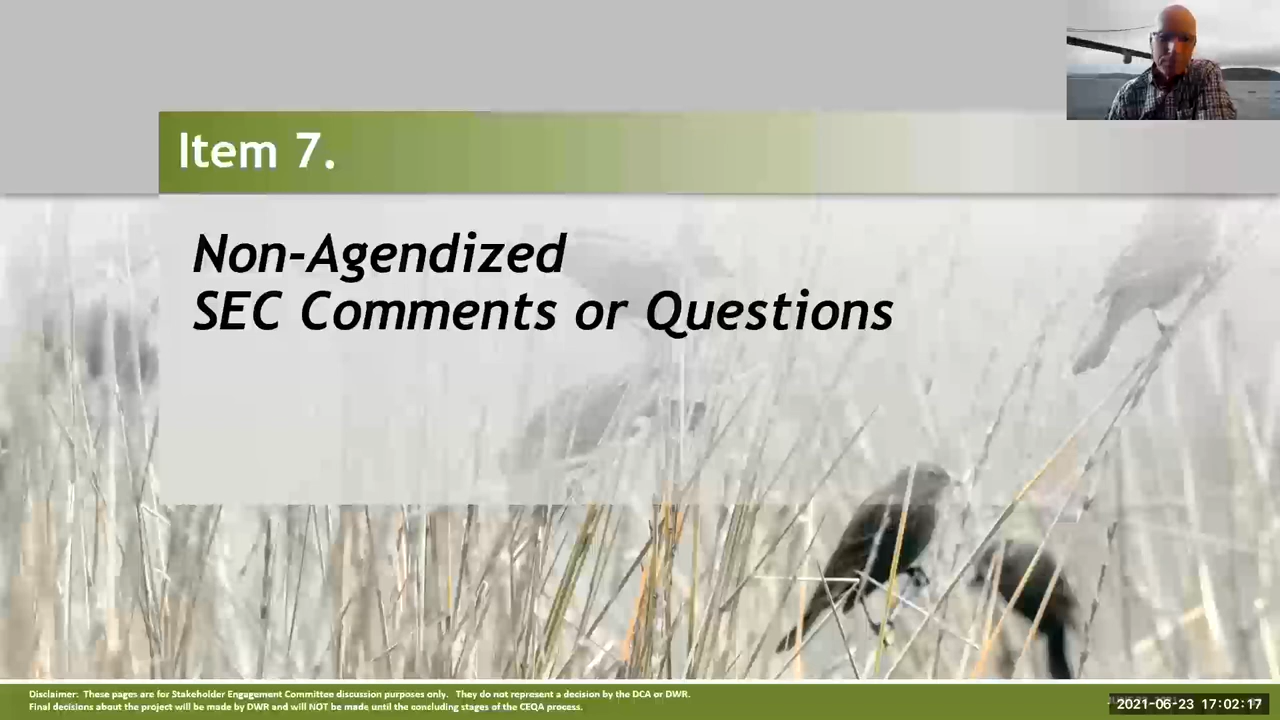 Item 7.
Non-Agendized
SEC Comments or Questions
Disclaimer: These pages are for Stakeholder Engagement Committee discussion purposes only. They do not represent a decision by the DCA or DWR.
Final decisions about the project will be made by DWR and will NOT be made until the concluding stages of the CEQA process.
2021-06-23 17:02:17